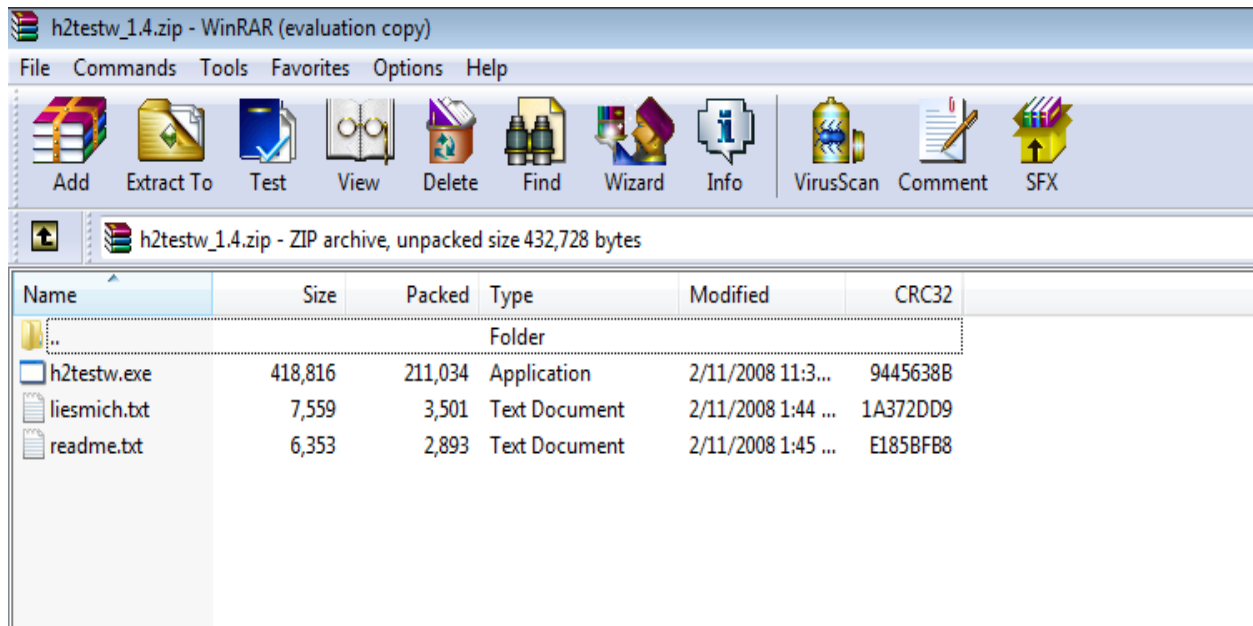 h2testw_1.4.zip - WinRAR (evaluation copy)
File Commands Tools Favorites Options Help
Add Extract To Test View Delete Find Wizard Info VirusScan Comment SFX
h2testw_1.4.zip - ZIP archive, unpacked size 432,728 bytes
Name Size Packed Type Modified CRC32
.. Folder
h2testw.exe 418,816 211,034 Application 2/11/2008 11:3... 9445638B
liesmich.txt 7,559 3,501 Text Document 2/11/2008 1:44 ... 1A372DD9
readme.txt 6,353 2,893 Text Document 2/11/2008 1:45 ... E185BFB8